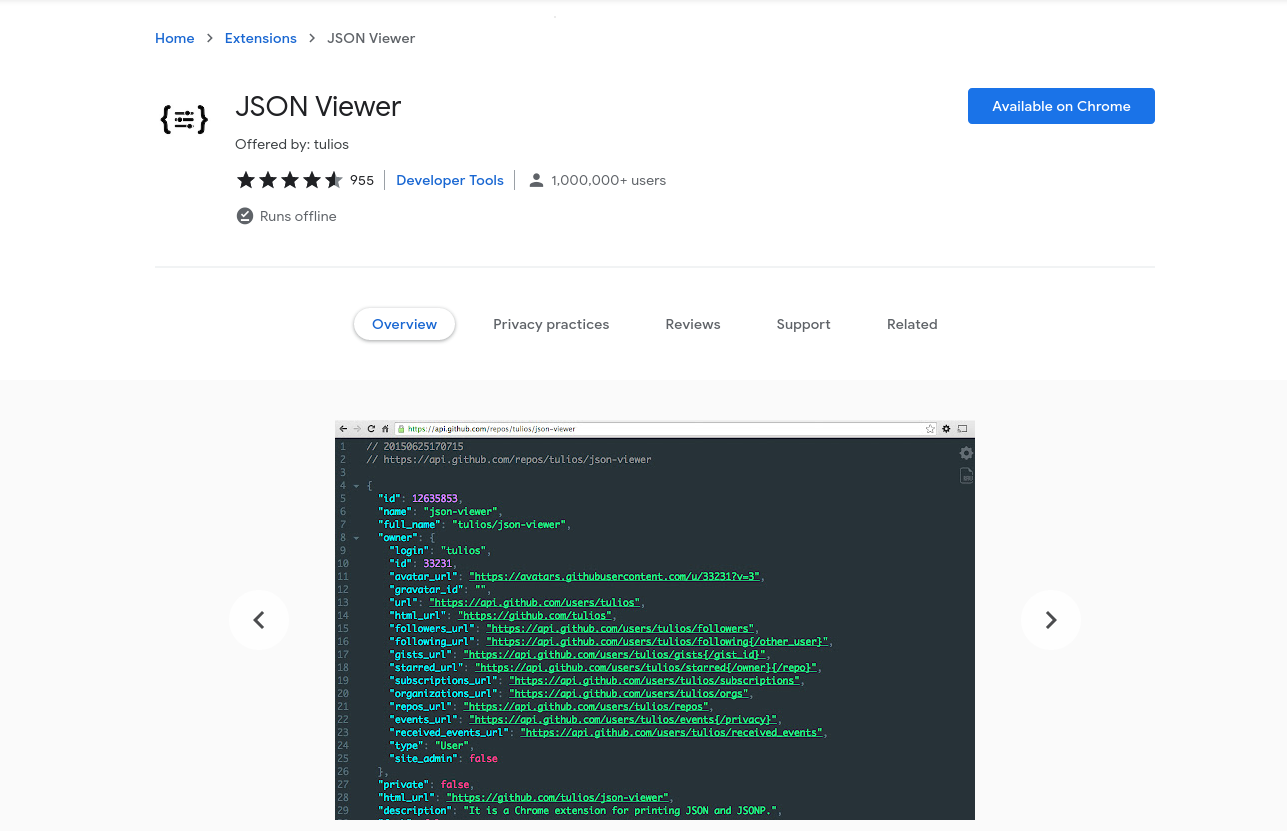 Home > Extensions > JSON Viewer
JSON Viewer
Available on Chrome
Offered by: tulios
955 Developer Tools 1,000,000+ users
Runs offline
Overview Privacy practices Reviews Support Related
https://api.github.com/repos/tulios/json-viewer
1 // 20150625170715
2 // https://api.github.com/repos/tulios/json-viewer
3
4 {
5 "id": 12635853,
6 "name": "json-viewer",
7 "full_name": "tulios/json-viewer",
8 "owner": {
9 "login": "tulios",
10 "id": 33231,
11 "avatar_url": "https://avatars.githubusercontent.com/u/33231?v=3",
12 "gravatar_id": "",
13 "url": "https://api.github.com/users/tulios",
14 "html_url": "https://github.com/tulios",
15 "followers_url": "https://api.github.com/users/tulios/followers",
16 "following_url": "https://api.github.com/users/tulios/following{/other_user}",
17 "gists_url": "https://api.github.com/users/tulios/gists{/gist_id}",
18 "starred_url": "https://api.github.com/users/tulios/starred{/owner}{/repo}",
19 "subscriptions_url": "https://api.github.com/users/tulios/subscriptions",
20 "organizations_url": "https://api.github.com/users/tulios/orgs",
21 "repos_url": "https://api.github.com/users/tulios/repos",
22 "events_url": "https://api.github.com/users/tulios/events{/privacy}",
23 "received_events_url": "https://api.github.com/users/tulios/received_events",
24 "type": "User",
25 "site_admin": false
26 },
27 "private": false,
28 "html_url": "https://github.com/tulios/json-viewer",
29 "description": "It is a Chrome extension for printing JSON and JSONP.",